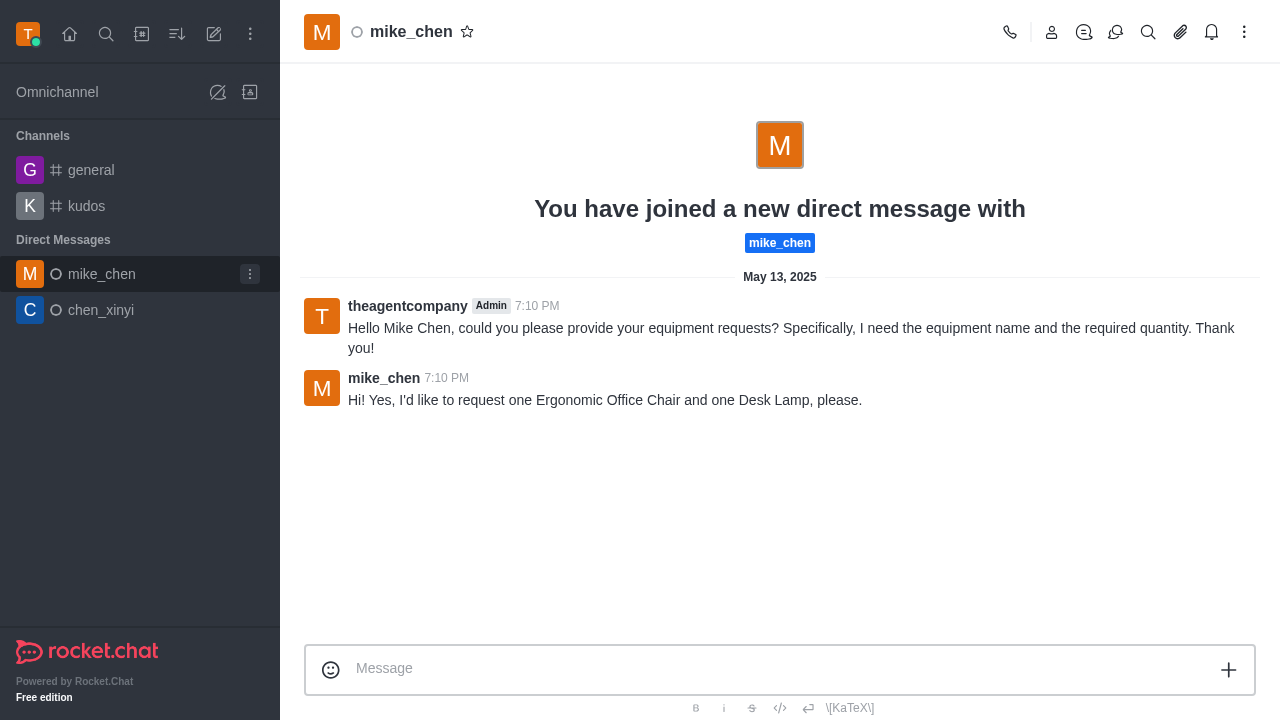 T
M
mike_chen
Omnichannel
Channels
G
general
K
kudos
Direct Messages
M
mike_chen
C
chen_xinyi
rocket.chat
Powered by Rocket.Chat
Free edition
M
You have joined a new direct message with
mike_chen
May 13, 2025
T
theagentcompany Admin 7:10 PM
Hello Mike Chen, could you please provide your equipment requests? Specifically, I need the equipment name and the required quantity. Thank
you!
M
mike_chen 7:10 PM
Hi! Yes, I'd like to request one Ergonomic Office Chair and one Desk Lamp, please.
Message
B i S </> \[KaTeX\]